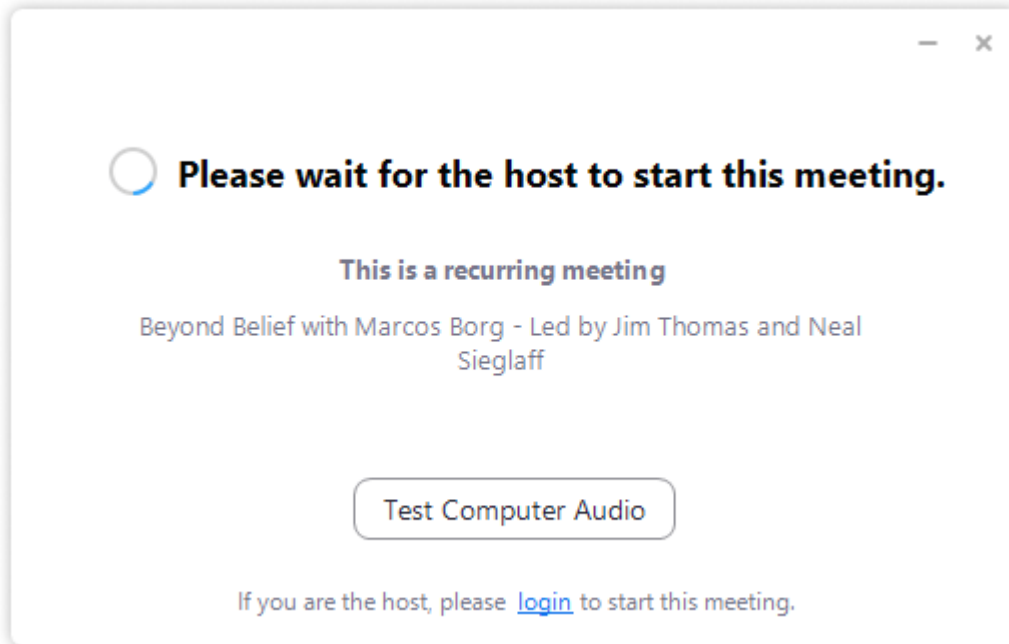 Please wait for the host to start this meeting.
This is a recurring meeting
Beyond Belief with Marcos Borg - Led by Jim Thomas and Neal
Sieglaff
Test Computer Audio
If you are the host, please login to start this meeting.